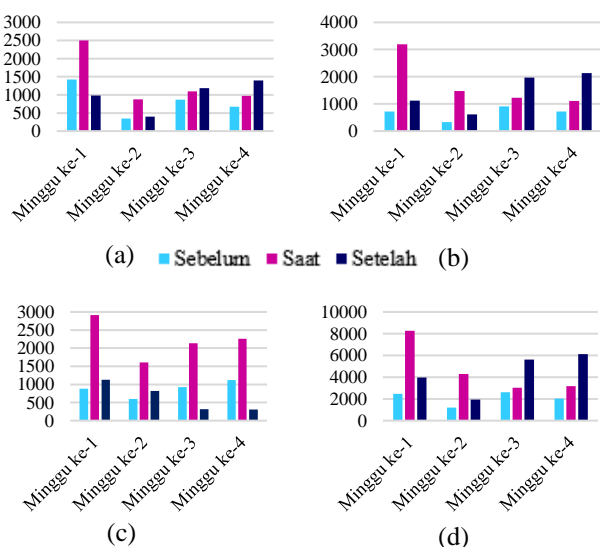 3000
2500
2000
1500
1000
500
0
Minggu ke-1
Minggu ke-2
Minggu ke-3
Minggu ke-4
(a)
4000
3000
2000
1000
0
Minggu ke-1
Minggu ke-2
Minggu ke-3
Minggu ke-4
(b)
Sebelum Saat Setelah
3000
2500
2000
1500
1000
500
0
Minggu ke-1
Minggu ke-2
Minggu ke-3
Minggu ke-4
(c)
10000
8000
6000
4000
2000
0
Minggu ke-1
Minggu ke-2
Minggu ke-3
Minggu ke-4
(d)